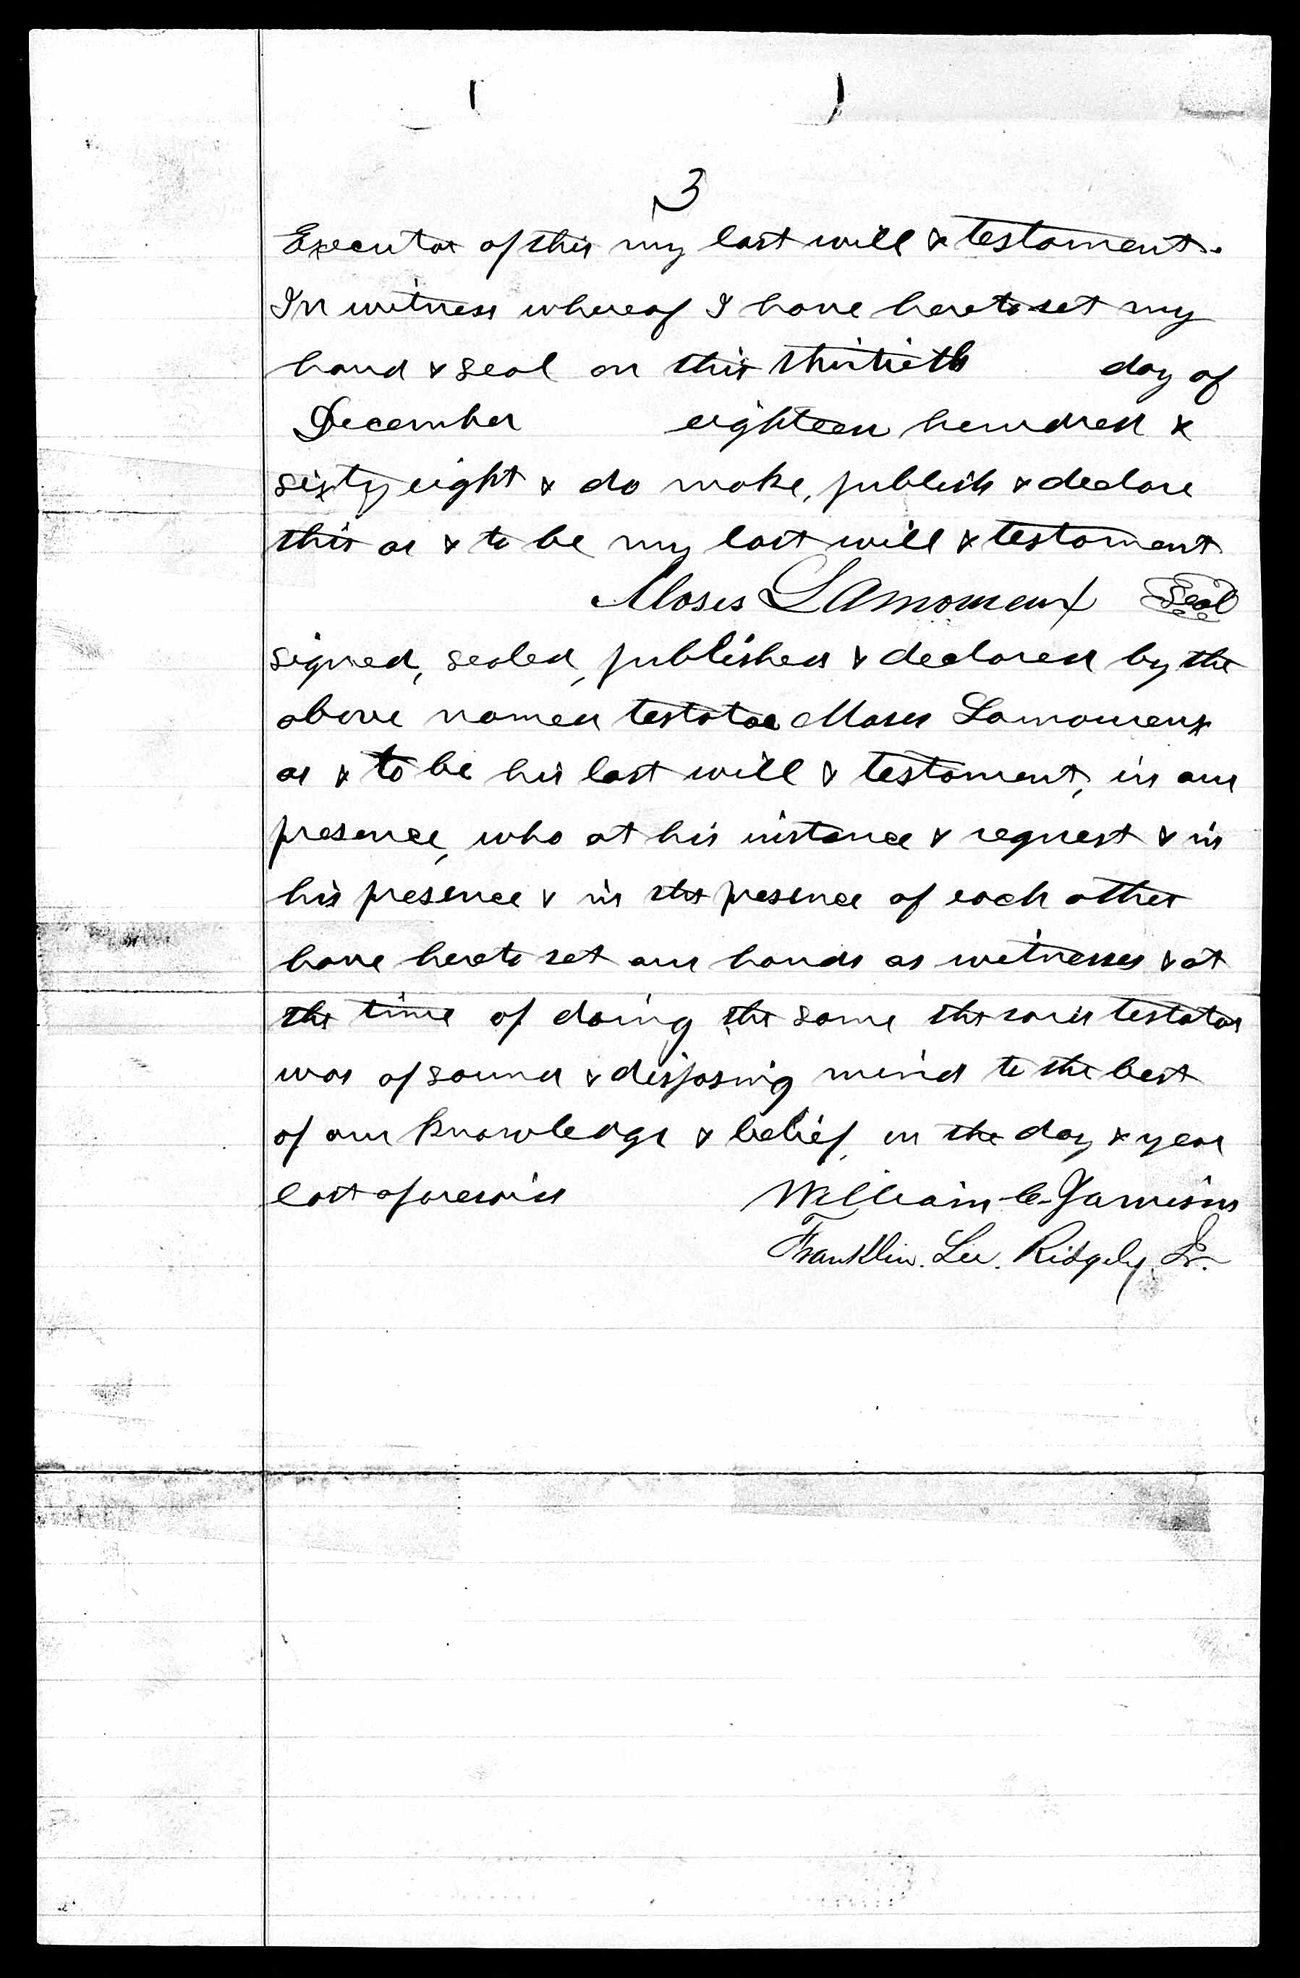 3
Executor of this my last will & testament.
In witness whereof I have hereto set my
hand & seal on this thirtieth day of
December eighteen hundred &
sixty eight & do make, publish & declare
this as & to be my last will & testament
Moses Lamoureux Seal
signed, sealed, published & declared by the
above named testator Moses Lamoureux
as & to be his last will & testament, in our
presence, who at his instance & request & in
his presence & in the presence of each other
have hereto set our hands as witnesses & at
the time of doing the same the said testator
was of sound & disposing mind to the best
of our knowledge & belief, on the day & year
last aforesaid William C. Jamison
Franklin. Lee. Ridgely. Jr.